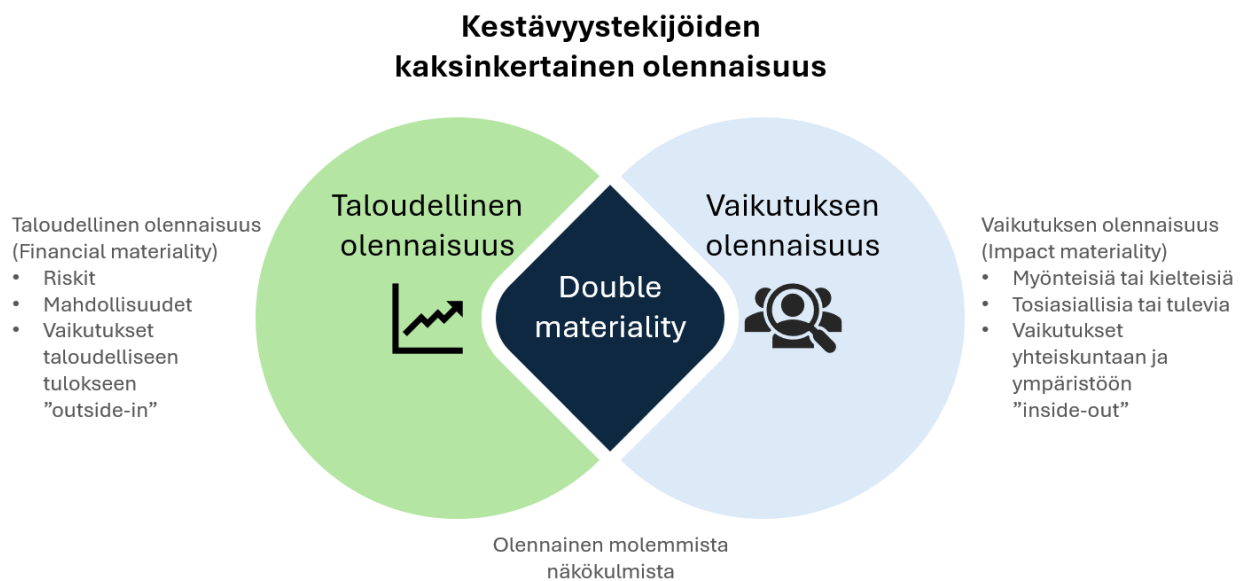 Kestävyystekijöiden
kaksinkertainen olennaisuus
Taloudellinen olennaisuus
(Financial materiality)
• Riskit
• Mahdollisuudet
• Vaikutukset
taloudelliseen
tulokseen
”outside-in”
Taloudellinen
olennaisuus
Double
materiality
Vaikutuksen
olennaisuus
Vaikutuksen olennaisuus
(Impact materiality)
• Myönteisiä tai kielteisiä
• Tosiasiallisia tai tulevia
• Vaikutukset
yhteiskuntaan ja
ympäristöön
”inside-out”
Olennainen molemmista
näkökulmista